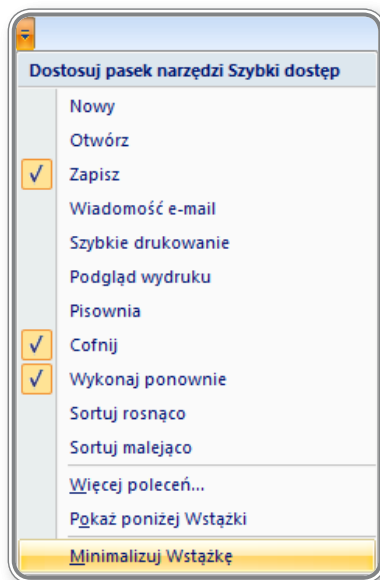 Dostosuj pasek narzędzi Szybki dostęp
Nowy
Otwórz
Zapisz
Wiadomość e-mail
Szybkie drukowanie
Podgląd wydruku
Pisownia
Cofnij
Wykonaj ponownie
Sortuj rosnąco
Sortuj malejąco
Więcej poleceń...
Pokaż poniżej Wstążki
Minimalizuj Wstążkę